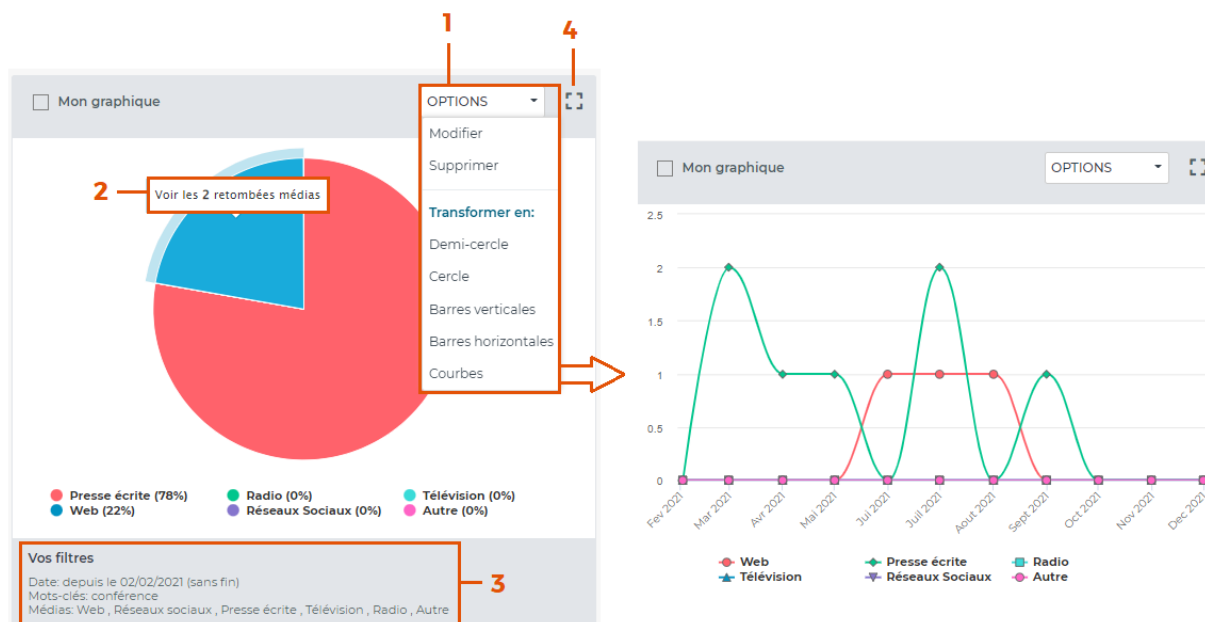 1
4
Mon graphique
OPTIONS
Modifier
Supprimer
Transformer en:
Demi-cercle
Cercle
Barres verticales
Barres horizontales
Courbes
2
Voir les 2 retombées médias
Presse écrite (78%)
Radio (0%)
Télévision (0%)
Web (22%)
Réseaux Sociaux (0%)
Autre (0%)
Vos filtres
Date: depuis le 02/02/2021 (sans fin)
Mots-clés: conférence
Médias: Web , Réseaux sociaux , Presse écrite , Télévision , Radio , Autre
3
Mon graphique
OPTIONS
2.5
2
1.5
1
0.5
0
Fev 2021
Mar 2021
Avr 2021
Mai 2021
Jui 2021
Juil 2021
Aout 2021
Sept 2021
Oct 2021
Nov 2021
Dec 2021
Web
Presse écrite
Radio
Télévision
Réseaux Sociaux
Autre